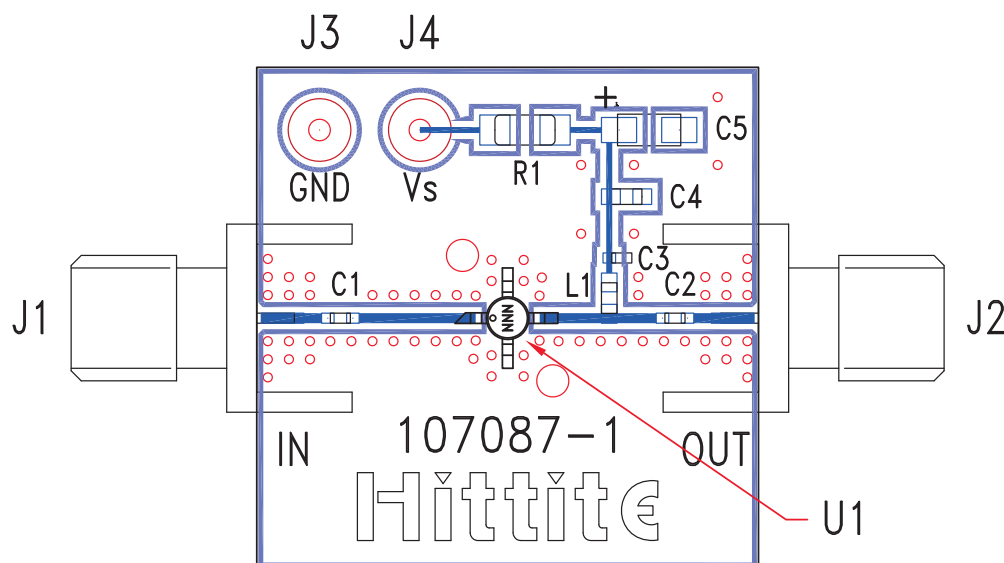 J3 J4
+
C5
R1
GND Vs
C4
C3
C1 L1 C2
J1 NNN J2
107087-1
IN OUT
Hittite
U1